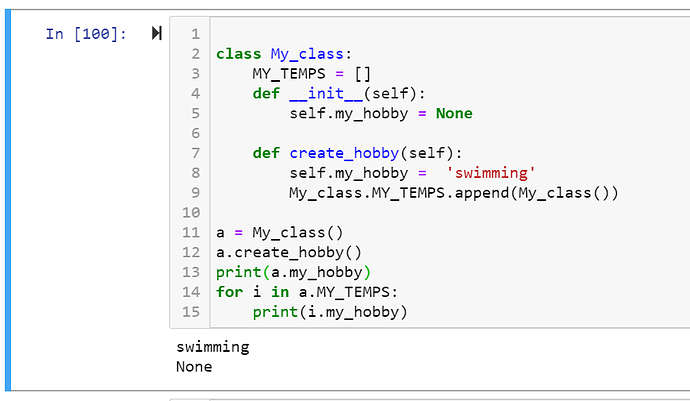 In [100]:
1
2 class My_class:
3     MY_TEMPS = []
4     def __init__(self):
5         self.my_hobby = None
6
7     def create_hobby(self):
8         self.my_hobby =  'swimming'
9         My_class.MY_TEMPS.append(My_class())
10
11 a = My_class()
12 a.create_hobby()
13 print(a.my_hobby)
14 for i in a.MY_TEMPS:
15     print(i.my_hobby)
swimming
None